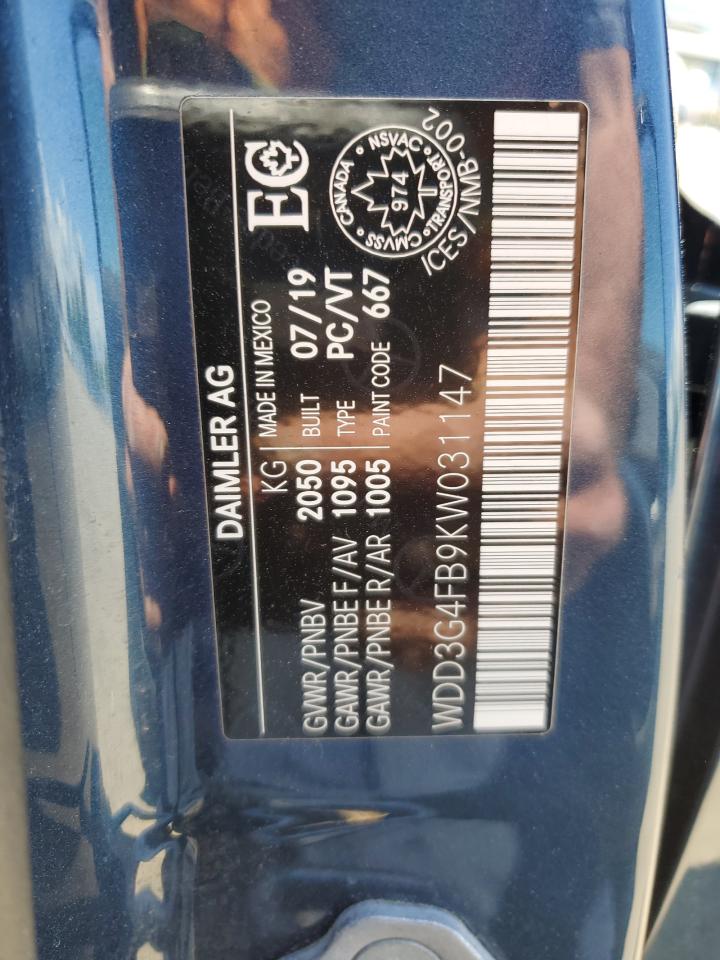 DAIMLER AG
KG
MADE IN MEXICO
GVWR/PNBV 2050
BUILT 07/19
GAWR/PNBE F/AV 1095
TYPE PC/VT
GAWR/PNBE R/AR 1005
PAINT CODE 667
EC
CANADA • NSVAC • TRANSPORT • CMVSS •
974
ICES/NMB-002
WDD3G4FB9KW031147